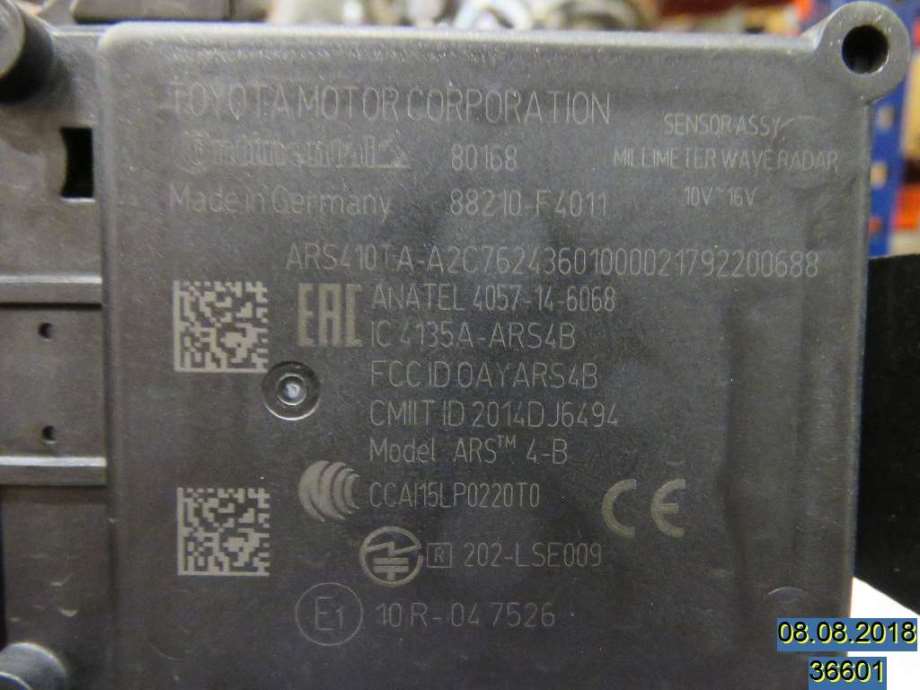 TOYOTA MOTOR CORPORATION
SENSOR ASSY
80168
MILLIMETER WAVE RADAR
Made in Germany
88210-F4011
10V~16V
ARS410TA-A2C7624360100002179220​0688
EAC
ANATEL 4057-14-6068
IC 4135A-ARS4B
FCC ID OAYARS4B
CMIIT ID 2014DJ6494
Model ARS™ 4-B
CCAI15LP0220T0
CE
R 202-LSE009
E1 10 R-04 7526
08.08.2018
36601